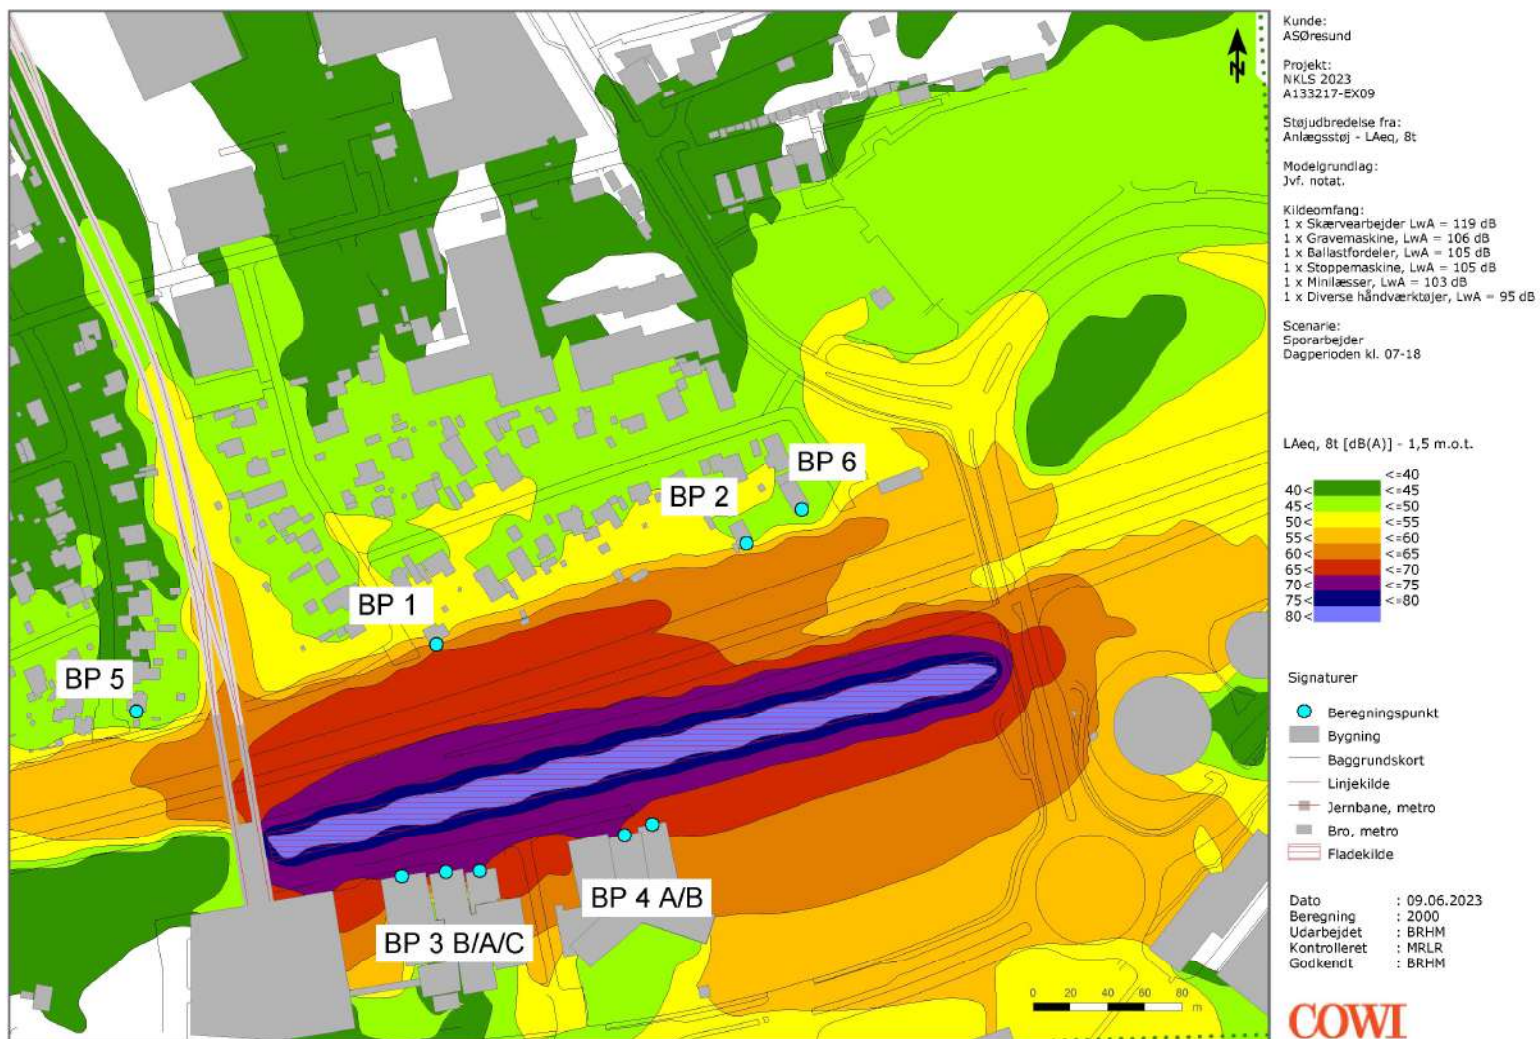 BP 6
BP 2
BP 1
BP 5
BP 4 A/B
BP 3 B/A/C
N
0 20 40 60 80
m
Kunde:
ASØresund
Projekt:
NKLS 2023
A133217-EX09
Støjudbredelse fra:
Anlægsstøj - LAeq, 8t
Modelgrundlag:
Jvf. notat.
Kildeomfang:
1 x Skærvearbejder LwA = 119 dB
1 x Gravemaskine, LwA = 106 dB
1 x Ballastfordeler, LwA = 105 dB
1 x Stoppemaskine, LwA = 105 dB
1 x Minilæsser, LwA = 103 dB
1 x Diverse håndværktøjer, LwA = 95 dB
Scenarie:
Sporarbejder
Dagperioden kl. 07-18
LAeq, 8t [dB(A)] - 1,5 m.o.t.
<=40
40< <=45
45< <=50
50< <=55
55< <=60
60< <=65
65< <=70
70< <=75
75< <=80
80<
Signaturer
Beregningspunkt
Bygning
Baggrundskort
Linjekilde
Jernbane, metro
Bro, metro
Fladekilde
Dato : 09.06.2023
Beregning : 2000
Udarbejdet : BRHM
Kontrolleret : MRLR
Godkendt : BRHM
COWI